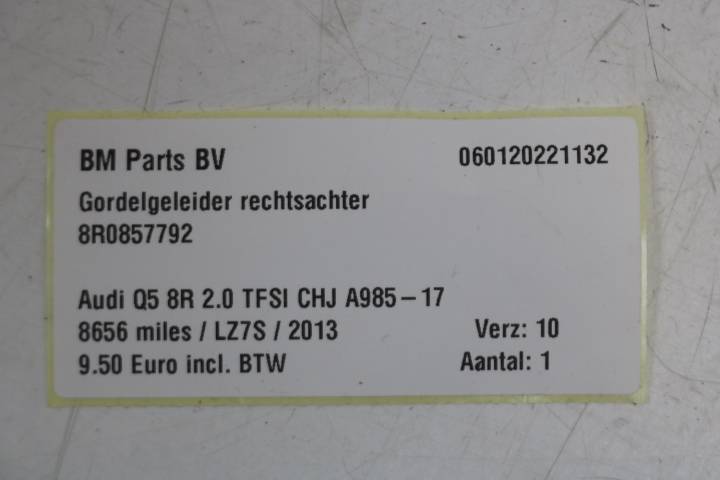 BM Parts BV 060120221132
Gordelgeleider rechtsachter
8R0857792
Audi Q5 8R 2.0 TFSI CHJ A985-17
8656 miles / LZ7S / 2013 Verz: 10
9.50 Euro incl. BTW Aantal: 1